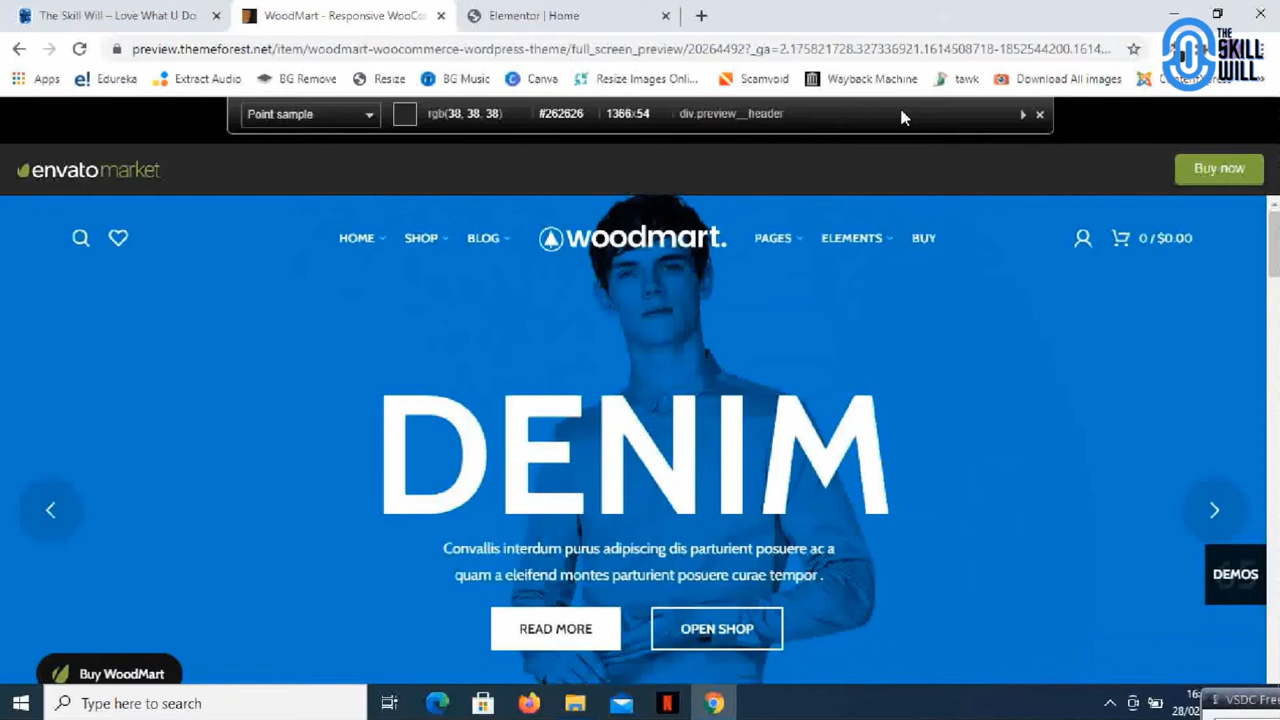 The Skill Will – Love What U Do
WoodMart - Responsive WooCo
Elementor | Home
THE SKILL WILL
preview.themeforest.net/item/woodmart-woocommerce-wordpress-theme/full_screen_preview/20264492?_ga=2.175821728.327336921.1614508718-1852544200.1614...
Apps Edureka Extract Audio BG Remove Resize BG Music Canva Resize Images Onli... Scamvoid Wayback Machine tawk Download All images
Point sample rgb(38, 38, 38) #262626 1366x54 div.preview__header
envatomarket
Buy now
HOME SHOP BLOG woodmart. PAGES ELEMENTS BUY 0 / $0.00
DENIM
Convallis interdum purus adipiscing dis parturient posuere ac a
quam a eleifend montes parturient posuere curae tempor .
DEMOS
READ MORE OPEN SHOP
Buy WoodMart
Type here to search
16:
28/02
VSDC Free